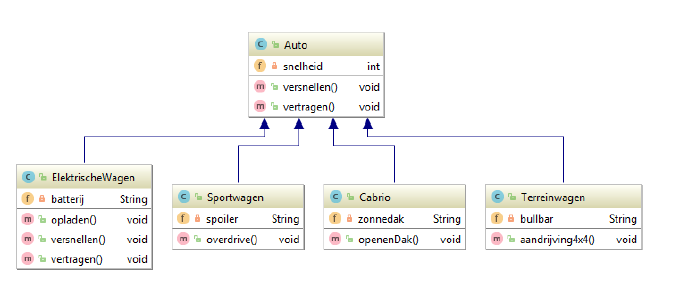 C Auto
f snelheid int
m versnellen() void
m vertragen() void
C ElektrischeWagen
f batterij String
m opladen() void
m versnellen() void
m vertragen() void
C Sportwagen
f spoiler String
m overdrive() void
C Cabrio
f zonnedak String
m openenDak() void
C Terreinwagen
f bullbar String
m aandrijving4x4() void